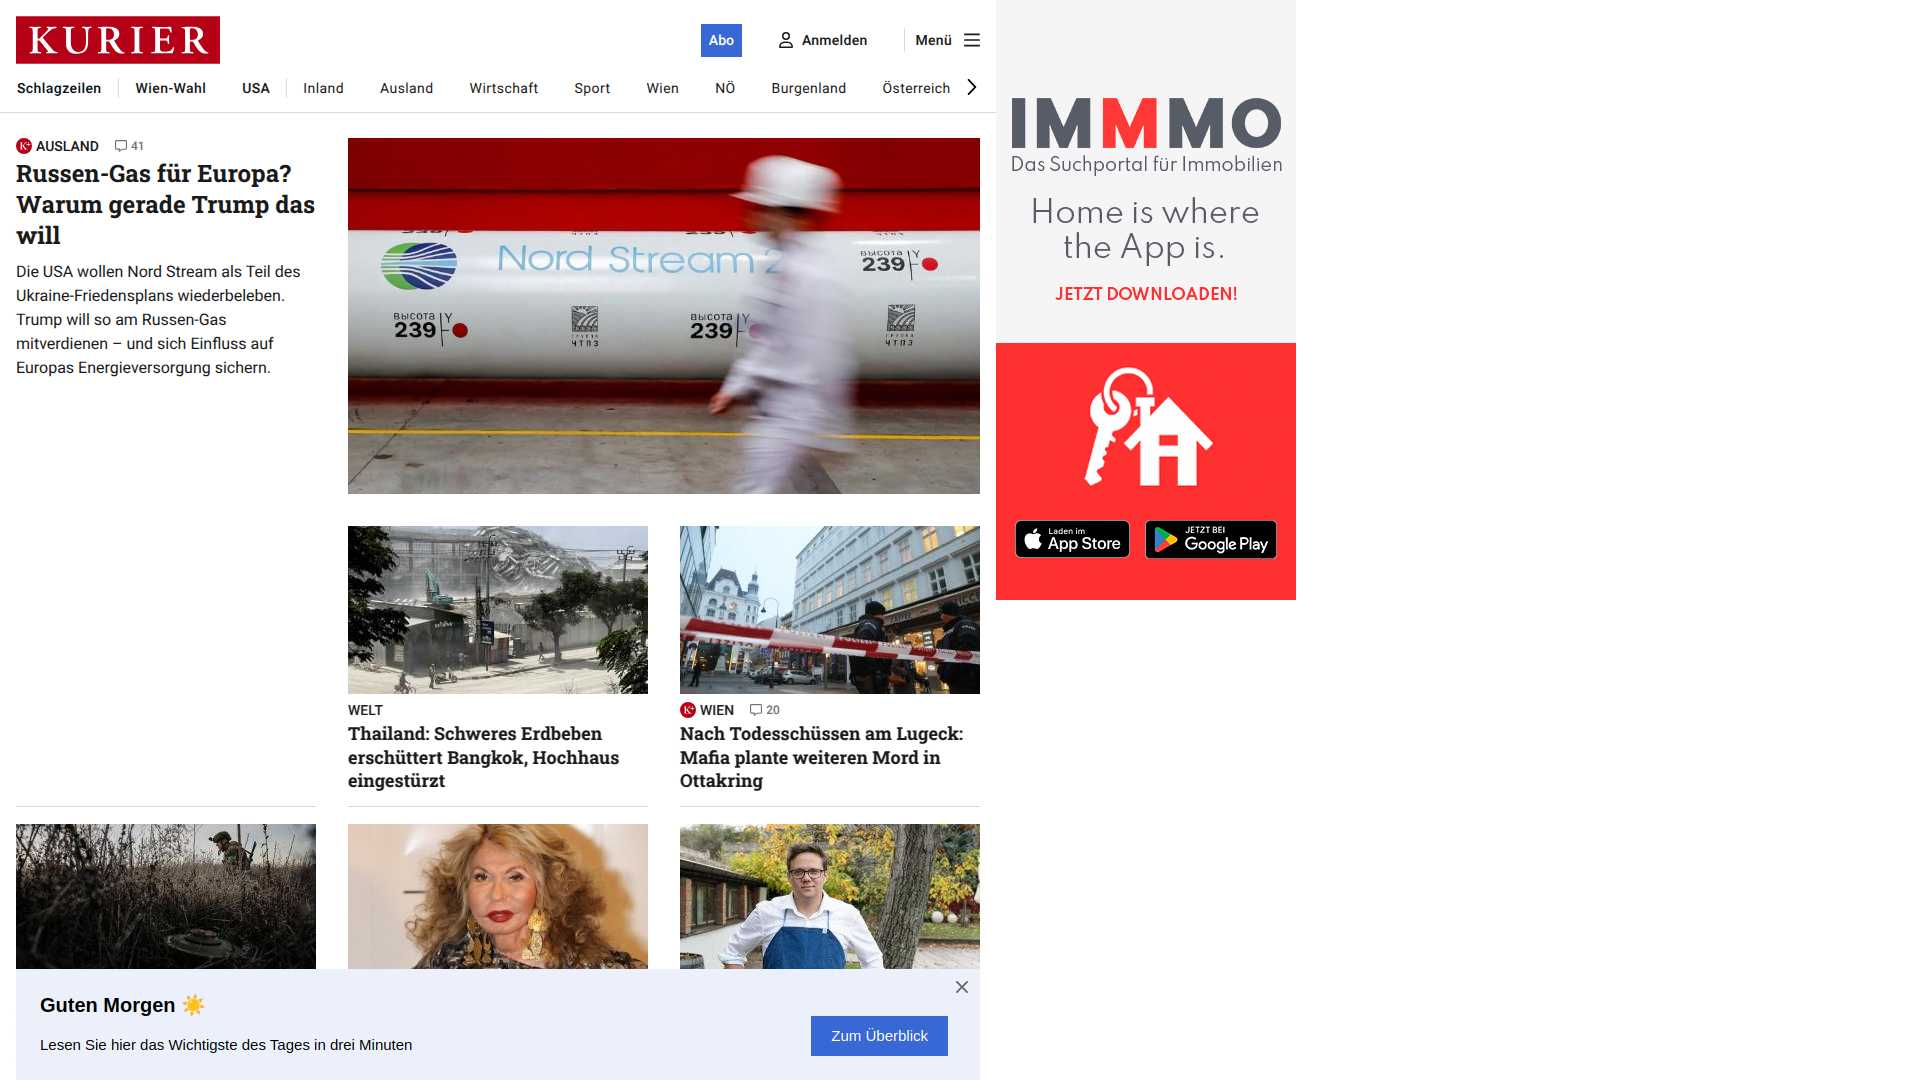 KURIER
Abo
Anmelden
Menü
Schlagzeilen
Wien-Wahl
USA
Inland
Ausland
Wirtschaft
Sport
Wien
NÖ
Burgenland
Österreich
AUSLAND 41
Russen-Gas für Europa?
Warum gerade Trump das
will
Die USA wollen Nord Stream als Teil des
Ukraine-Friedensplans wiederbeleben.
Trump will so am Russen-Gas
mitverdienen – und sich Einfluss auf
Europas Energieversorgung sichern.
Nord Stream 2
ВЫСОТА
239
ВЫСОТА
239
ЧТПЗ
ВЫСОТА
239
ЧТПЗ
WELT
Thailand: Schweres Erdbeben
erschüttert Bangkok, Hochhaus
eingestürzt
WIEN 20
Nach Todesschüssen am Lugeck:
Mafia plante weiteren Mord in
Ottakring
Guten Morgen ☀️
Lesen Sie hier das Wichtigste des Tages in drei Minuten
Zum Überblick
IMMMO
Das Suchportal für Immobilien
Home is where
the App is.
JETZT DOWNLOADEN!
Laden im
App Store
JETZT BEI
Google Play